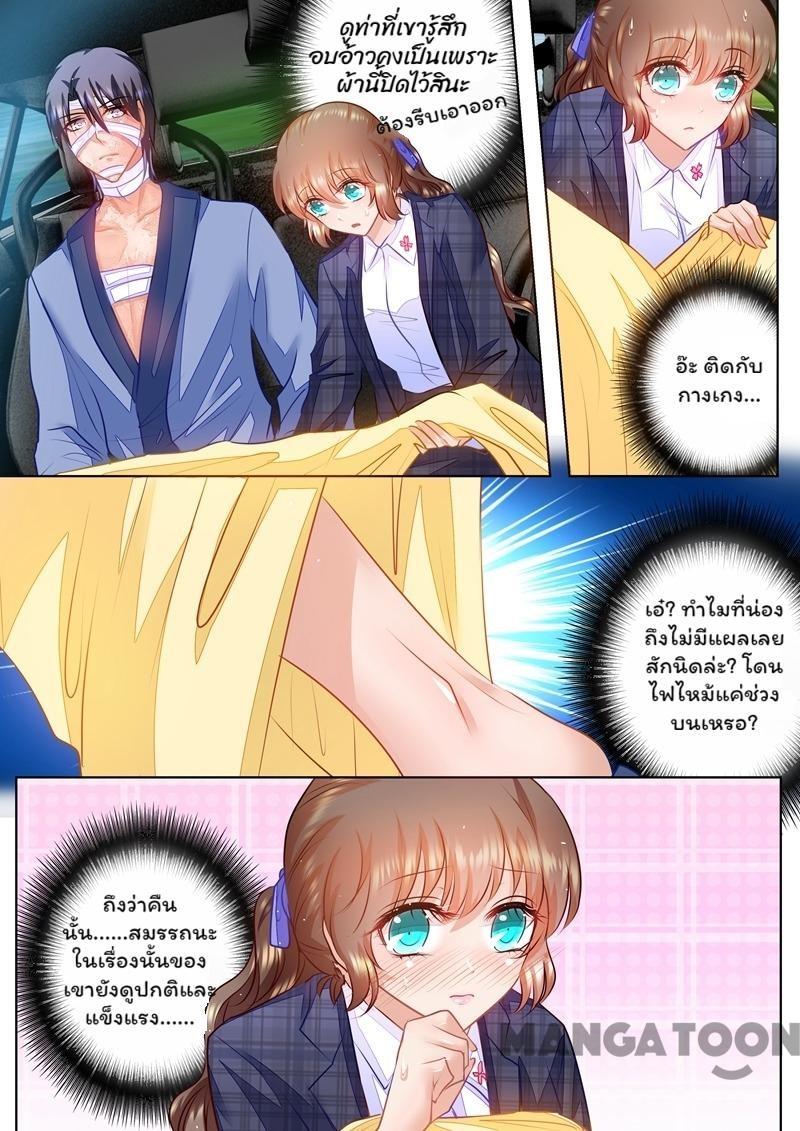 ดูท่าที่เขารู้สึก
อบอ้าวคงเป็นเพราะ
ผ้านี้ปิดไว้สินะ
ต้องรีบเอาออก
อ๊ะ ติดกับ
กางเกง...
เอ๋? ทำไมที่น่อง
ถึงไม่มีแผลเลย
สักนิดล่ะ? โดน
ไฟไหม้แค่ช่วง
บนเหรอ?
ถึงว่าคืน
นั้น......สมรรถนะ
ในเรื่องนั้นของ
เขายังดูปกติและ
แข็งแรง......
MANGATOON